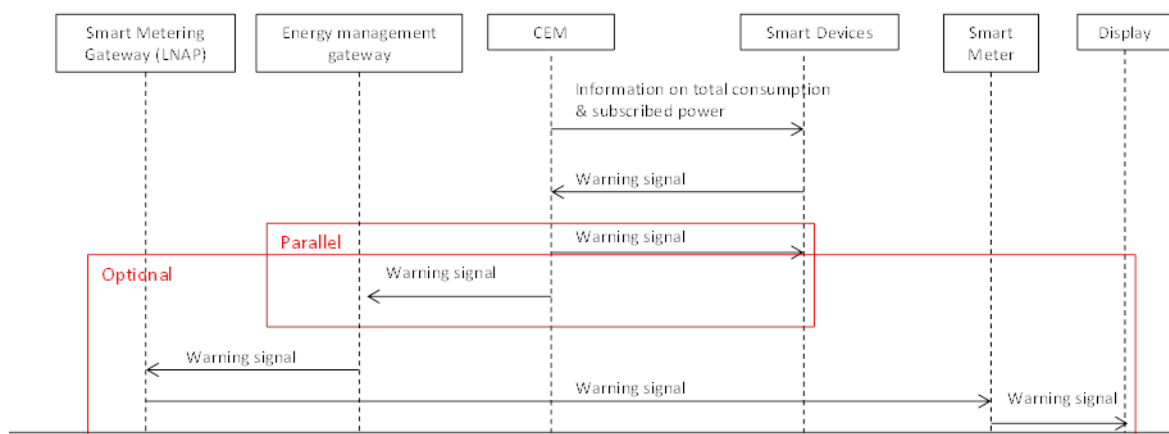 Smart Metering
Gateway (LNAP)
Energy management
gateway
CEM
Smart Devices
Smart
Meter
Display
Information on total consumption
& subscribed power
Warning signal
Parallel
Warning signal
Optional
Warning signal
Warning signal
Warning signal
Warning signal